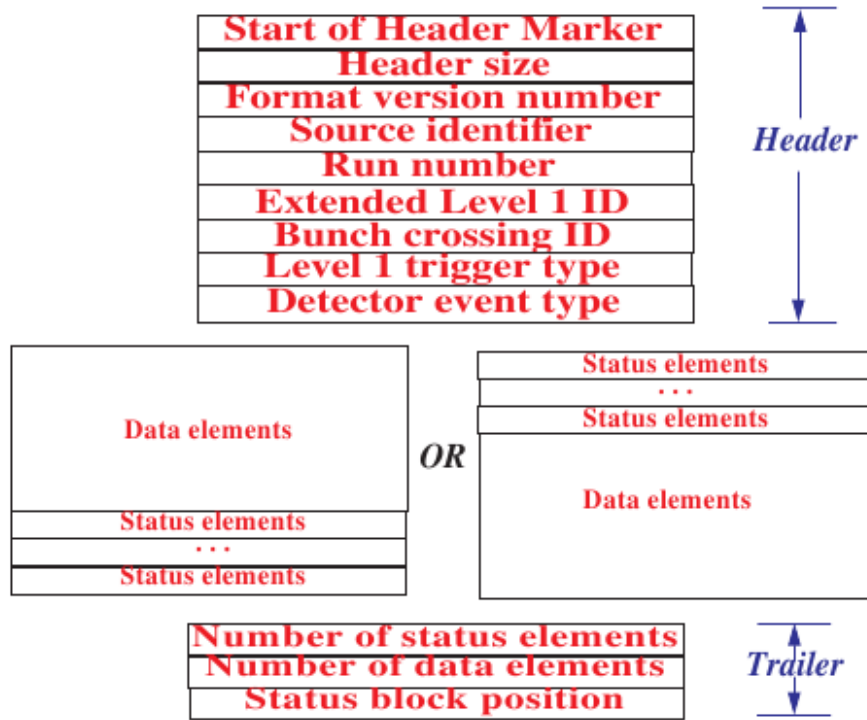 Start of Header Marker
Header size
Format version number
Source identifier
Run number
Extended Level 1 ID
Bunch crossing ID
Level 1 trigger type
Detector event type
Header
Data elements
Status elements
...
Status elements
OR
Status elements
...
Status elements
Data elements
Number of status elements
Number of data elements
Status block position
Trailer